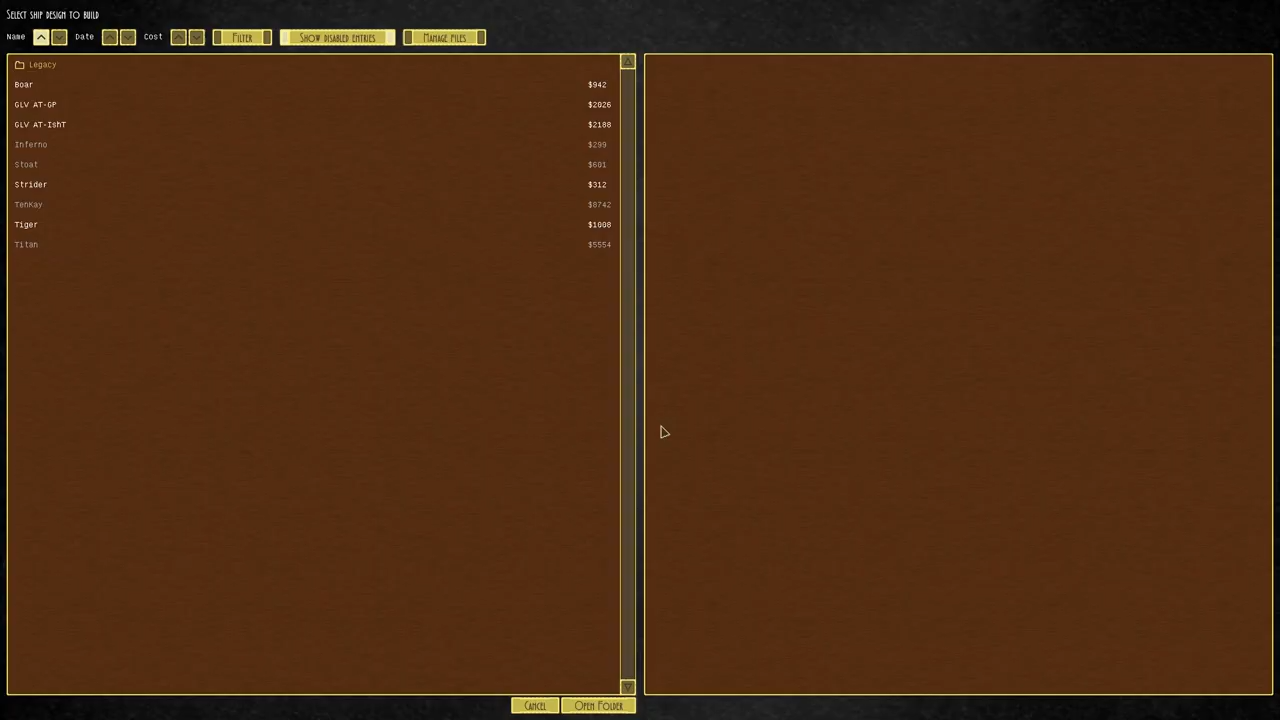 Select ship design to build
Name Date Cost Filter Show disabled entries Manage files
Legacy
Boar $942
GLV AT-GP $2026
GLV AT-IshT $2188
Inferno $299
Stoat $601
Strider $312
TenKay $8742
Tiger $1008
Titan $5554
Cancel Open Folder